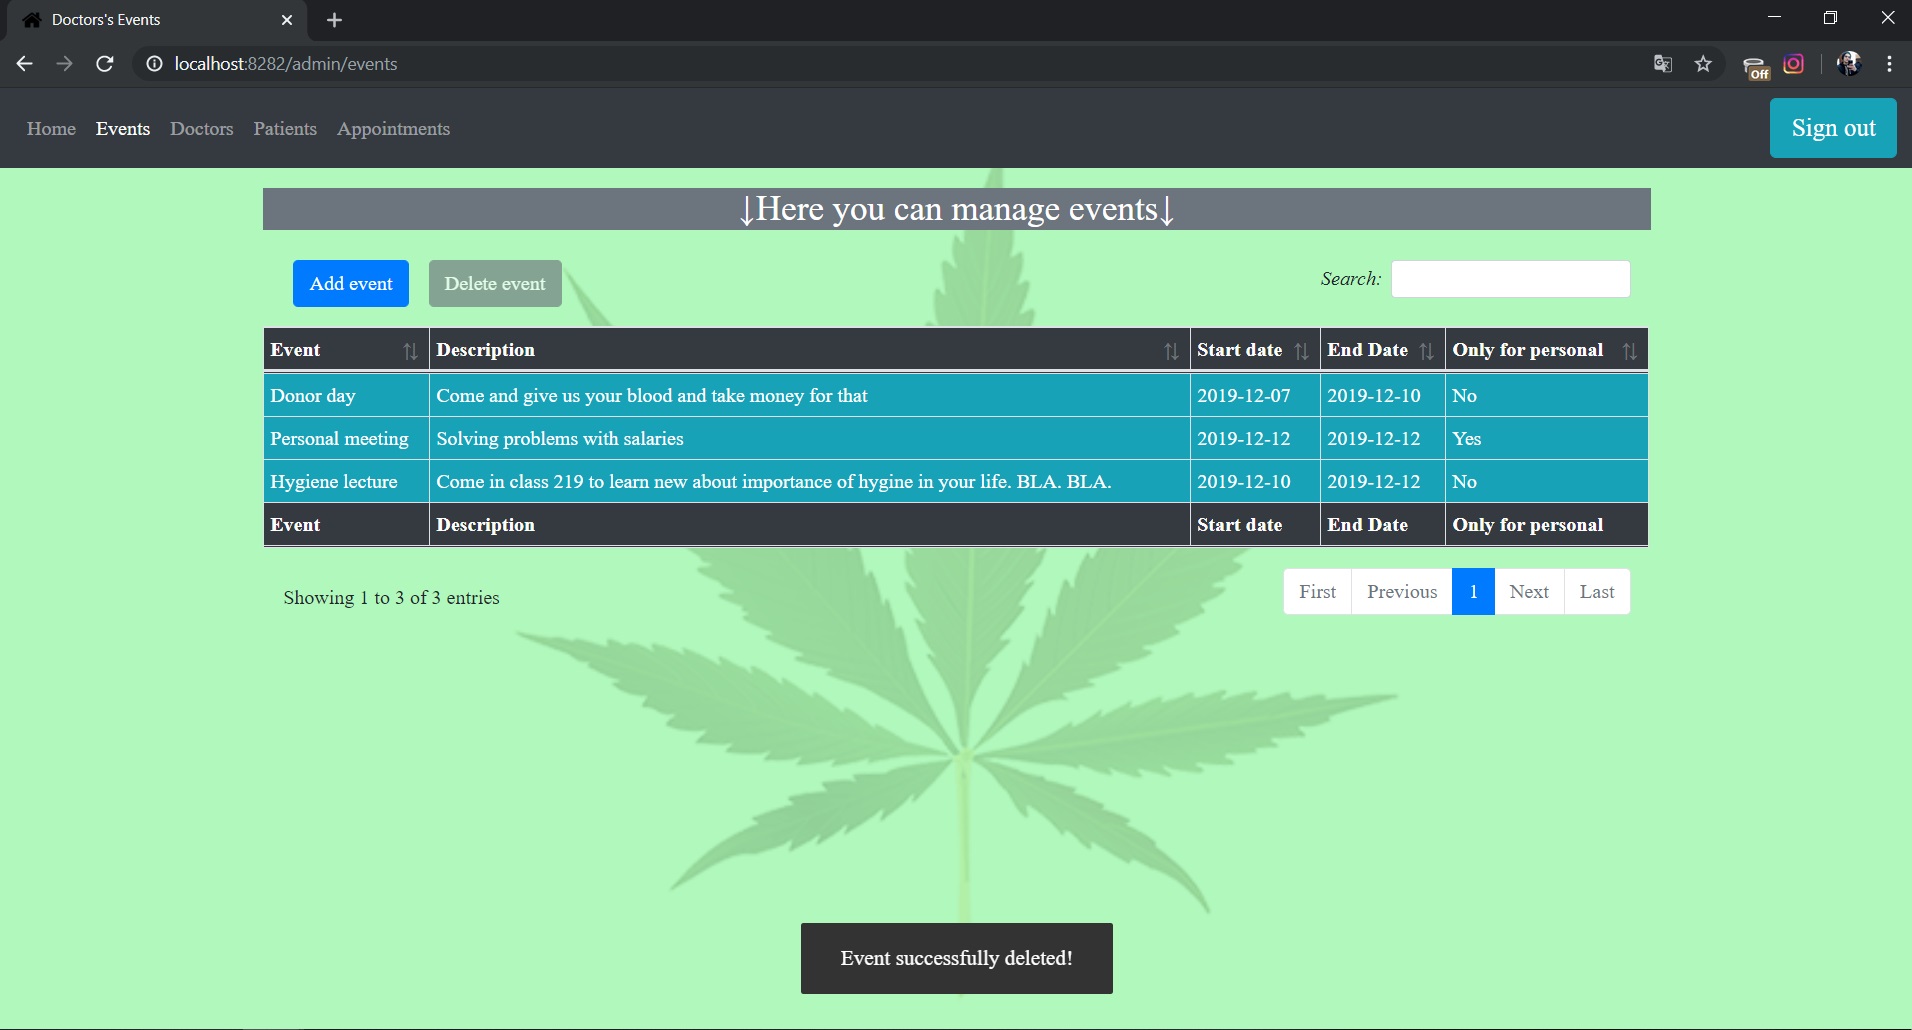 Doctors's Events
localhost:8282/admin/events
Off
Home Events Doctors Patients Appointments
Sign out
↓Here you can manage events↓
Add event Delete event Search:
Event Description Start date End Date Only for personal
Donor day Come and give us your blood and take money for that 2019-12-07 2019-12-10 No
Personal meeting Solving problems with salaries 2019-12-12 2019-12-12 Yes
Hygiene lecture Come in class 219 to learn new about importance of hygine in your life. BLA. BLA. 2019-12-10 2019-12-12 No
Event Description Start date End Date Only for personal
Showing 1 to 3 of 3 entries First Previous 1 Next Last
Event successfully deleted!